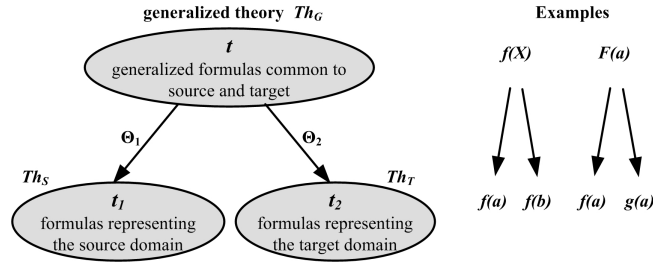 generalized theory Th_G
t
generalized formulas common to
source and target
Θ₁
Θ₂
Th_S
t₁
formulas representing
the source domain
Th_T
t₂
formulas representing
the target domain
Examples
f(X)
F(a)
f(a)
f(b)
f(a)
g(a)